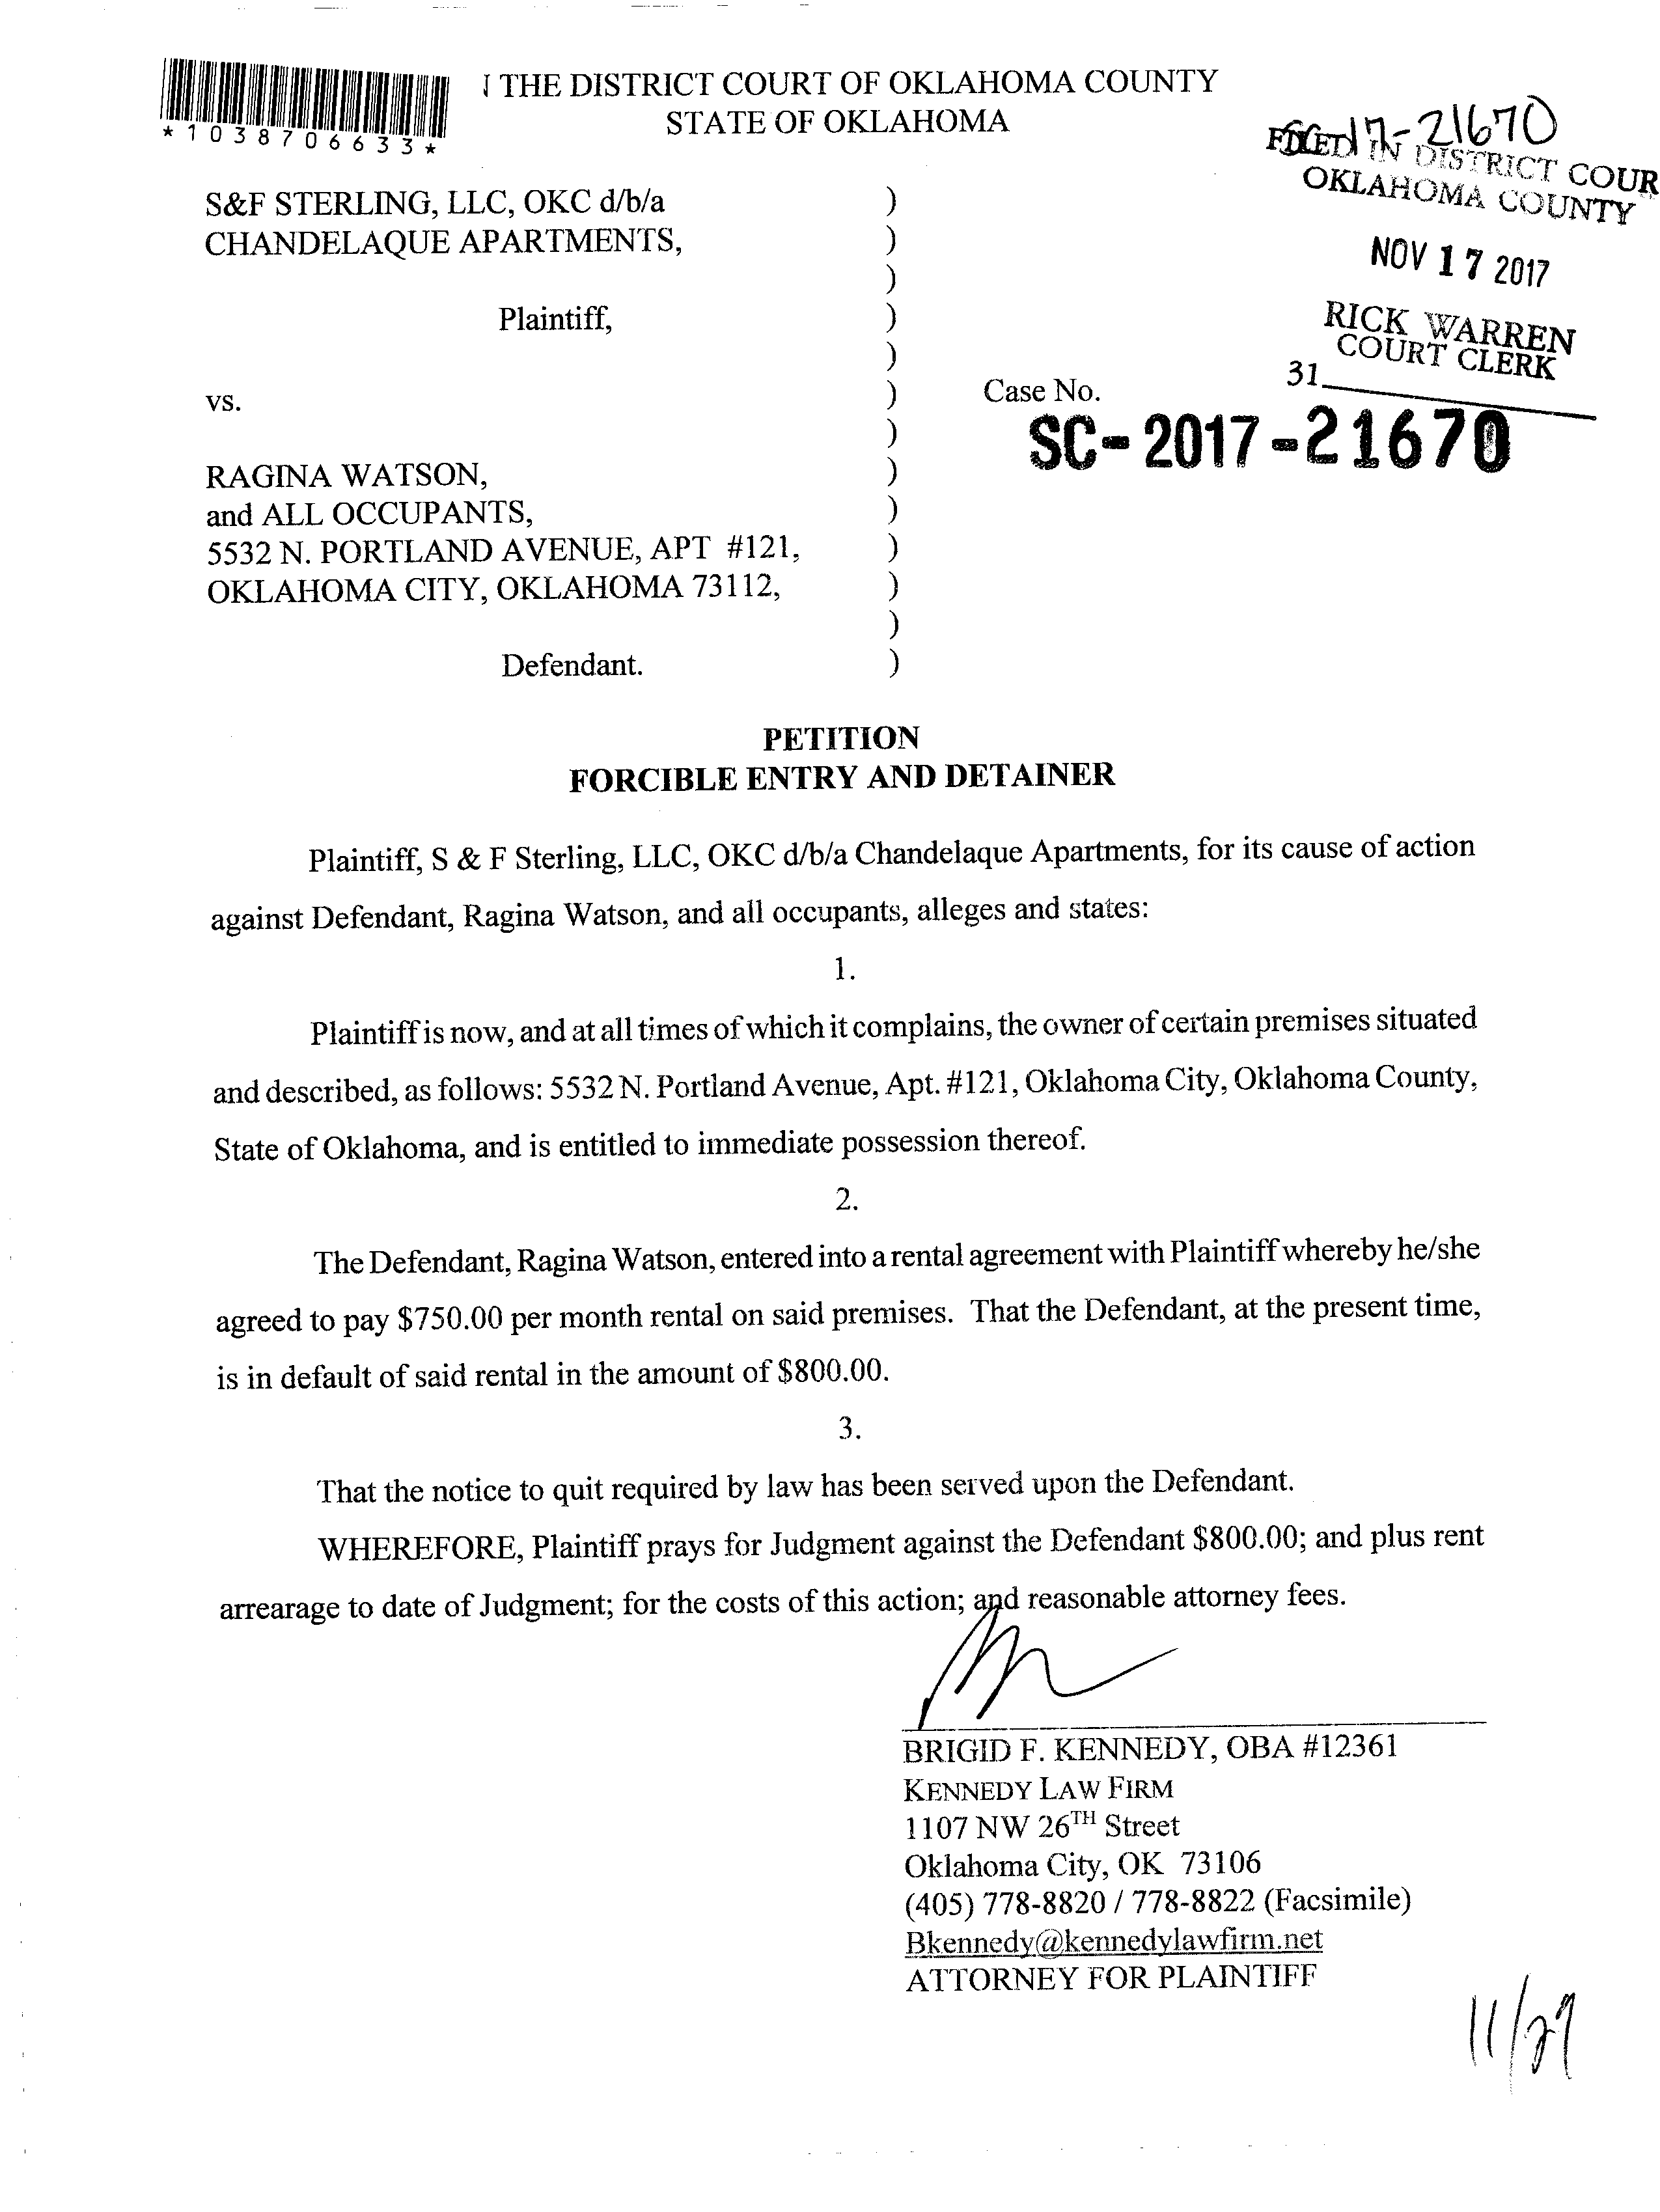 THE DISTRICT COURT OF OKLAHOMA COUNTY
STATE OF OKLAHOMA
*1038706633*
17-21670
FILED IN DISTRICT COUR
OKLAHOMA COUNTY
NOV 17 2017
RICK WARREN
COURT CLERK
31
S&F STERLING, LLC, OKC d/b/a )
CHANDELAQUE APARTMENTS, )
)
Plaintiff, )
)
vs. ) Case No.
) SC-2017-21670
RAGINA WATSON, )
and ALL OCCUPANTS, )
5532 N. PORTLAND AVENUE, APT #121, )
OKLAHOMA CITY, OKLAHOMA 73112, )
)
Defendant. )
PETITION
FORCIBLE ENTRY AND DETAINER
Plaintiff, S & F Sterling, LLC, OKC d/b/a Chandelaque Apartments, for its cause of action
against Defendant, Ragina Watson, and all occupants, alleges and states:
1.
Plaintiff is now, and at all times of which it complains, the owner of certain premises situated
and described, as follows: 5532 N. Portland Avenue, Apt. #121, Oklahoma City, Oklahoma County,
State of Oklahoma, and is entitled to immediate possession thereof.
2.
The Defendant, Ragina Watson, entered into a rental agreement with Plaintiff whereby he/she
agreed to pay $750.00 per month rental on said premises. That the Defendant, at the present time,
is in default of said rental in the amount of $800.00.
3.
That the notice to quit required by law has been served upon the Defendant.
WHEREFORE, Plaintiff prays for Judgment against the Defendant $800.00; and plus rent
arrearage to date of Judgment; for the costs of this action; and reasonable attorney fees.
BRIGID F. KENNEDY, OBA #12361
KENNEDY LAW FIRM
1107 NW 26TH Street
Oklahoma City, OK 73106
(405) 778-8820 / 778-8822 (Facsimile)
Bkennedy@kennedylawfirm.net
ATTORNEY FOR PLAINTIFF
11/29